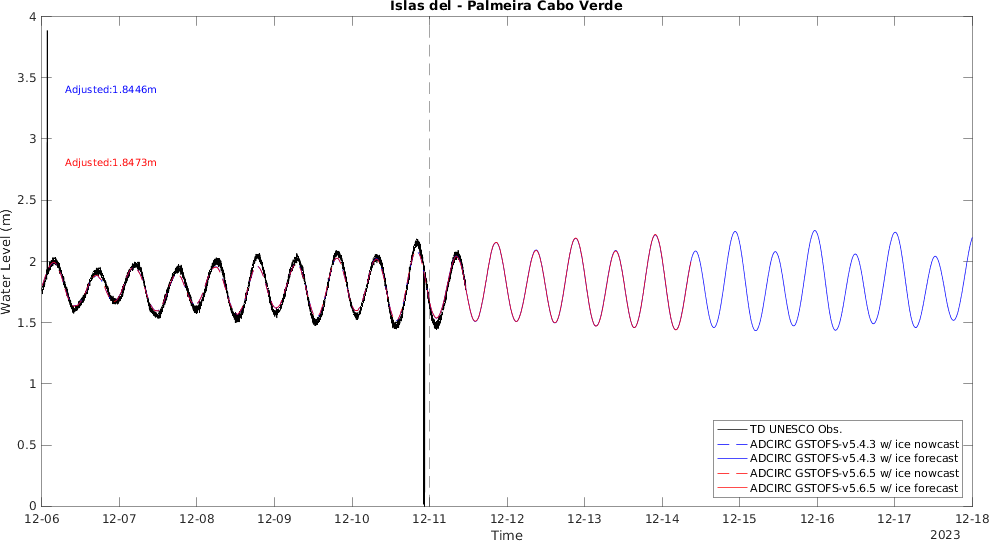 Islas del - Palmeira Cabo Verde
4
3.5
3
2.5
2
1.5
1
0.5
0
Water Level (m)
Adjusted:1.8446m
Adjusted:1.8473m
TD UNESCO Obs.
ADCIRC GSTOFS-v5.4.3 w/ ice nowcast
ADCIRC GSTOFS-v5.4.3 w/ ice forecast
ADCIRC GSTOFS-v5.6.5 w/ ice nowcast
ADCIRC GSTOFS-v5.6.5 w/ ice forecast
12-06 12-07 12-08 12-09 12-10 12-11 12-12 12-13 12-14 12-15 12-16 12-17 12-18
Time
2023